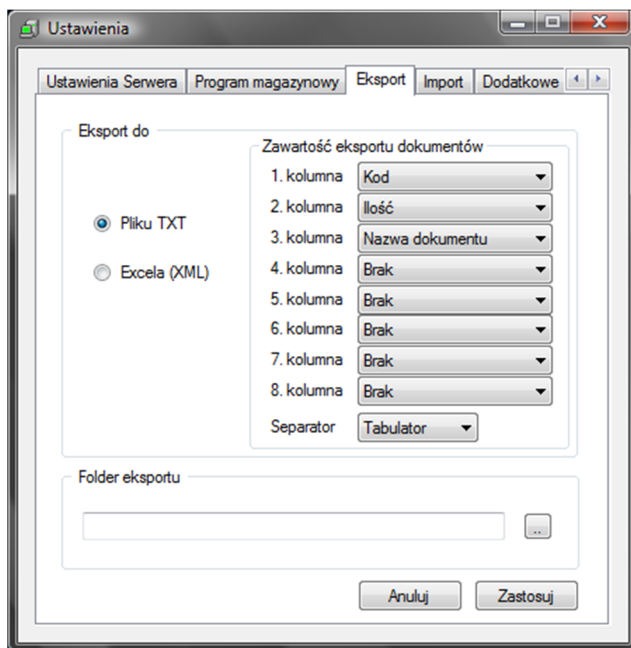 Ustawienia
Ustawienia Serwera Program magazynowy Eksport Import Dodatkowe
Eksport do
Zawartość eksportu dokumentów
1. kolumna Kod
2. kolumna Ilość
Pliku TXT
3. kolumna Nazwa dokumentu
4. kolumna Brak
Excela (XML)
5. kolumna Brak
6. kolumna Brak
7. kolumna Brak
8. kolumna Brak
Separator Tabulator
Folder eksportu
..
Anuluj Zastosuj